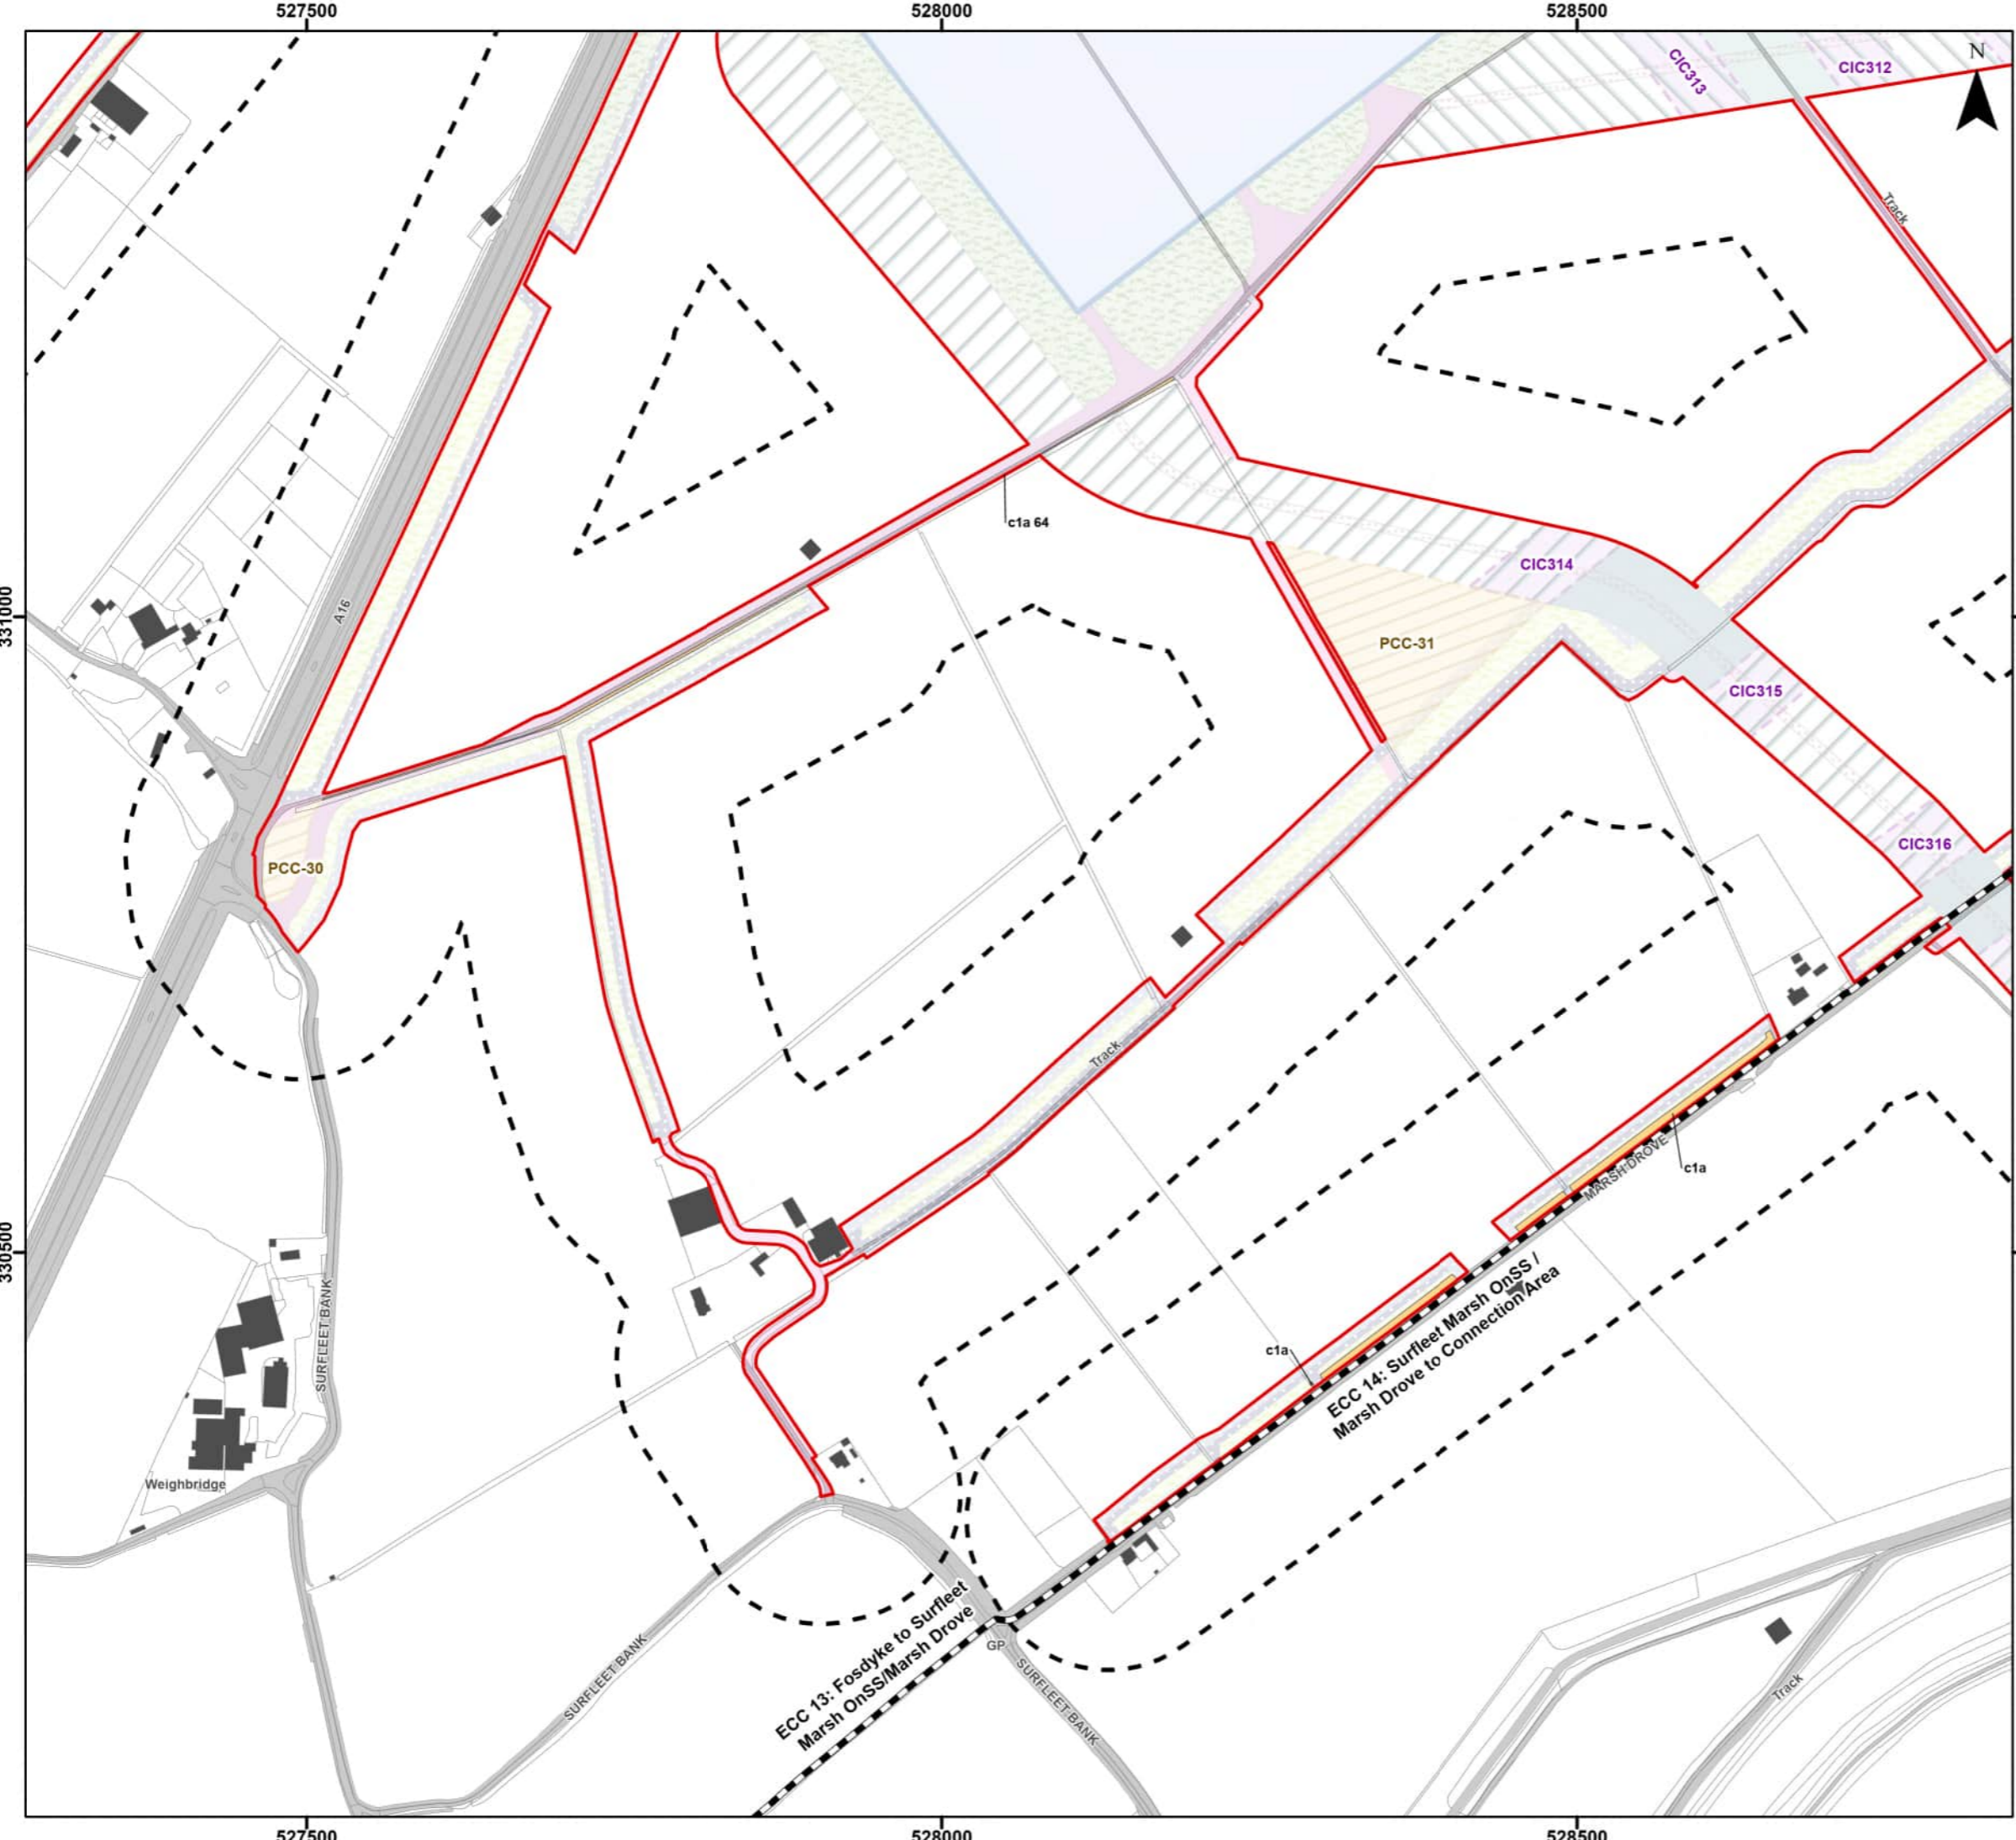 527500
528000
528500
N
CIC313
CIC312
Track
c1a 64
CIC314
331000
A16
PCC-31
CIC315
CIC316
PCC-30
Track
MARSH DROVE
c1a
330500
ECC 14: Surfleet Marsh OnSS /
Marsh Drove to Connection Area
c1a
SURFLEET BANK
Weighbridge
ECC 13: Fosdyke to Surfleet
Marsh OnSS/Marsh Drove
GP
SURFLEET BANK
SURFLEET BANK
Track
527500
528000
528500